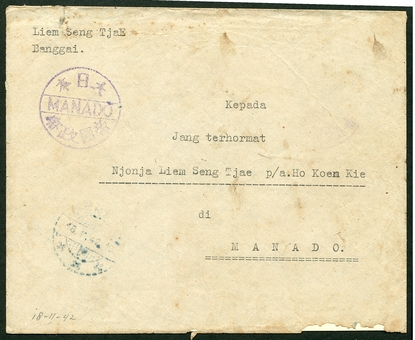 Liem Seng TjaE
Banggai.
大日
MANADO
Kepada
Jang terhormat
Njonja Liem Seng Tjae p/a.Ho Koen Kie
di
M A N A D O.
18-11-42